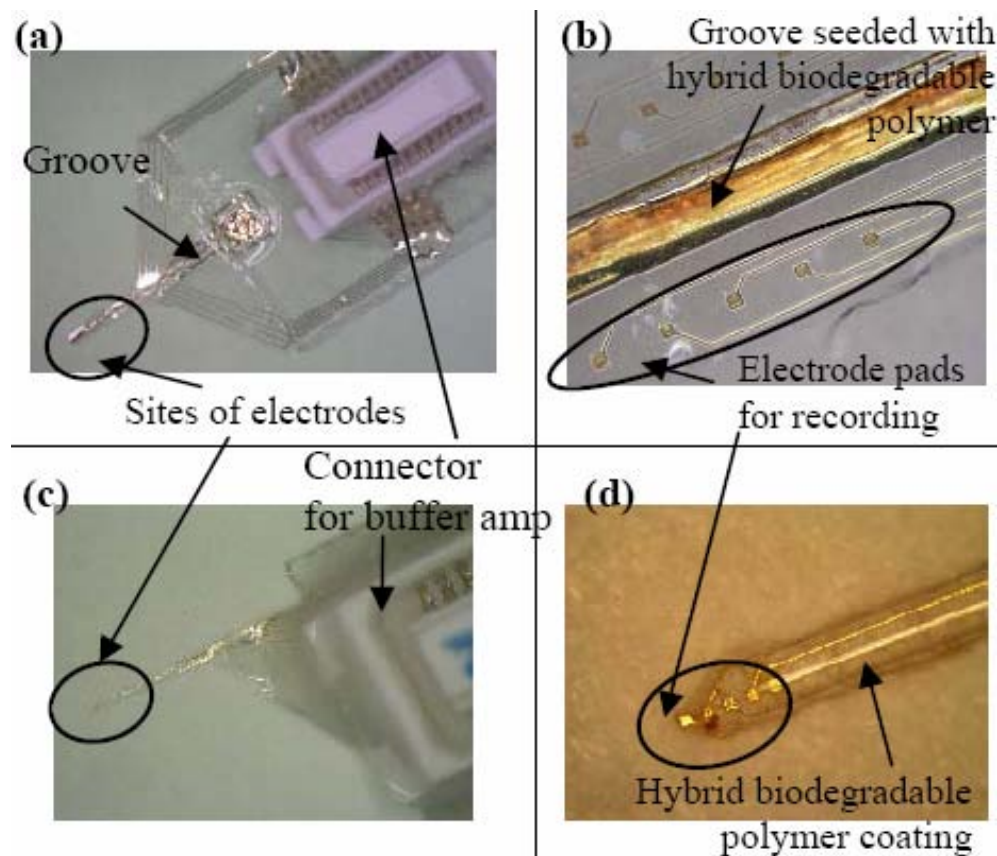 (a)
Groove
Sites of electrodes
Connector
for buffer amp
(b)
Groove seeded with
hybrid biodegradable
polymer
Electrode pads
for recording
(c)
(d)
Hybrid biodegradable
polymer coating